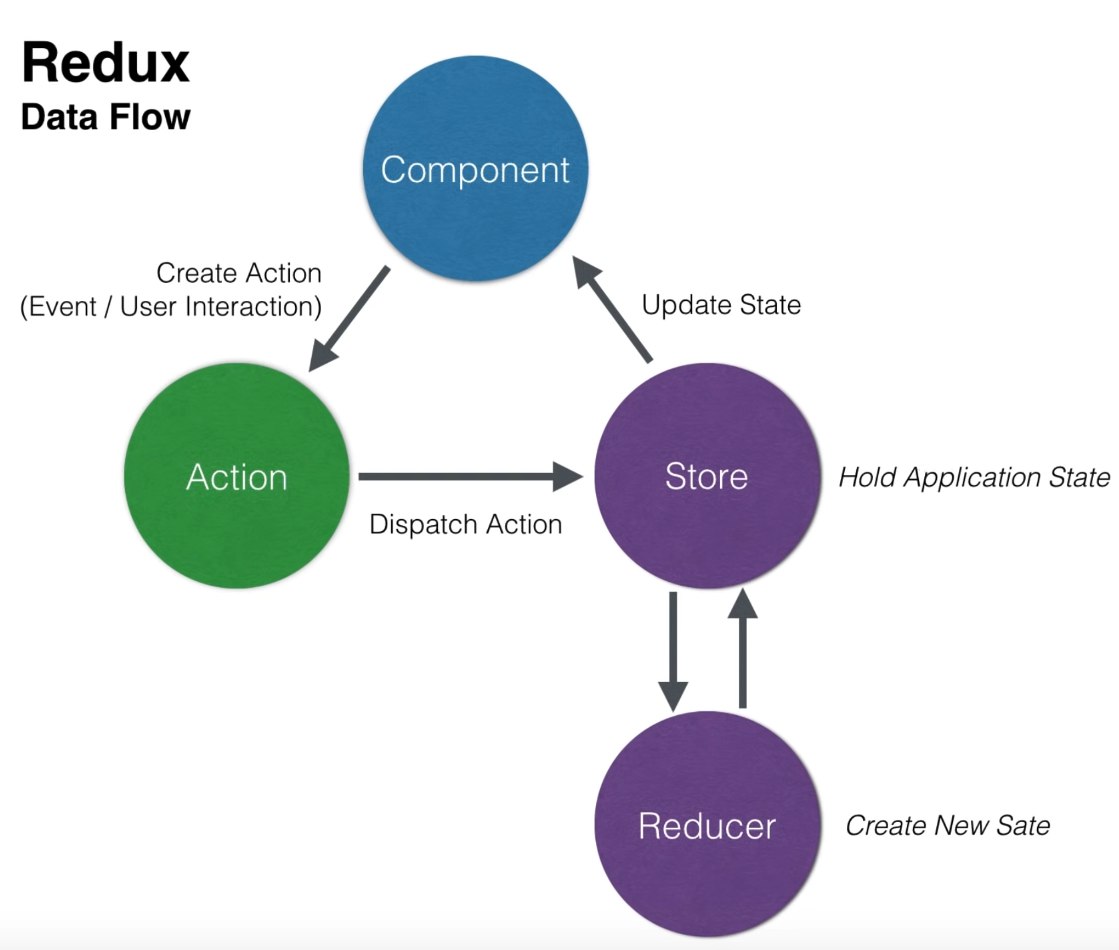 Redux
Data Flow
Component
Create Action
(Event / User Interaction)
Update State
Action
Dispatch Action
Store
Hold Application State
Reducer
Create New Sate